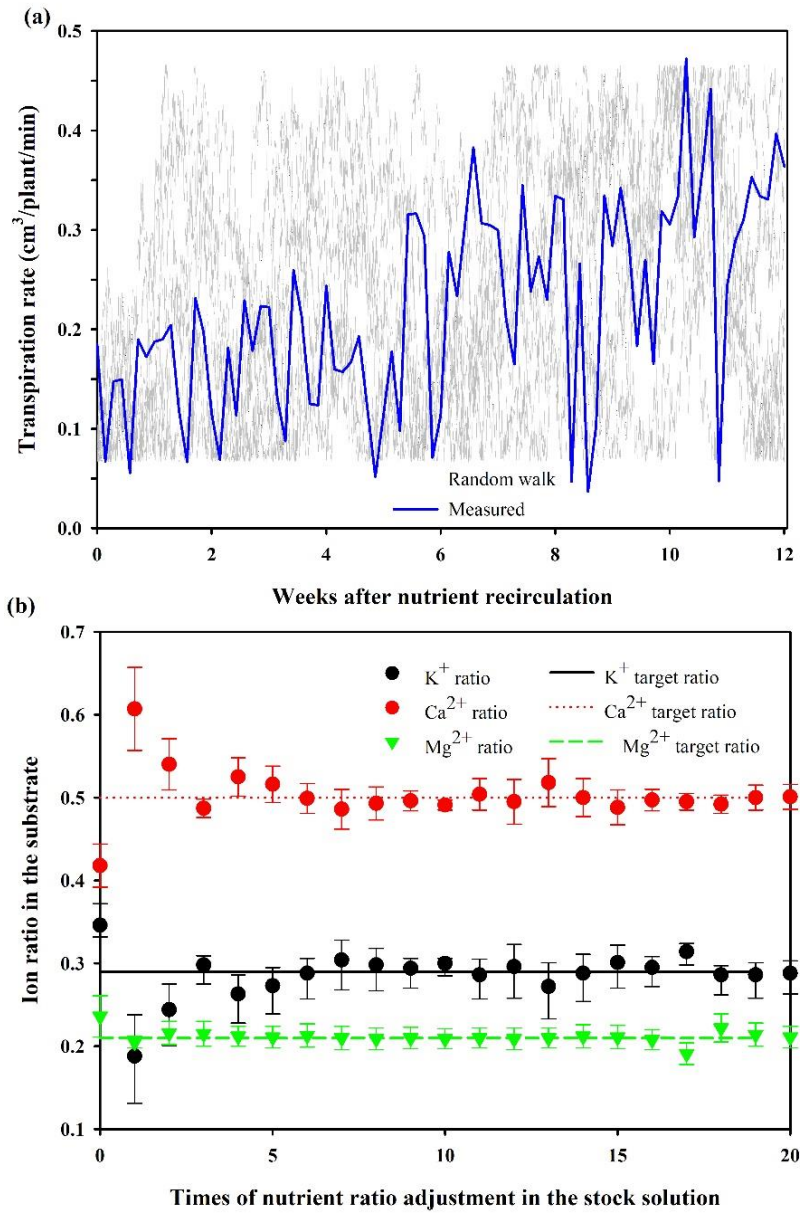 (a)
0.5
0.4
0.3
0.2
0.1
0.0
Transpiration rate (cm³/plant/min)
Random walk
Measured
0 2 4 6 8 10 12
Weeks after nutrient recirculation
(b)
0.7
0.6
0.5
0.4
0.3
0.2
0.1
Ion ratio in the substrate
K⁺ ratio
Ca²⁺ ratio
Mg²⁺ ratio
K⁺ target ratio
Ca²⁺ target ratio
Mg²⁺ target ratio
0 5 10 15 20
Times of nutrient ratio adjustment in the stock solution